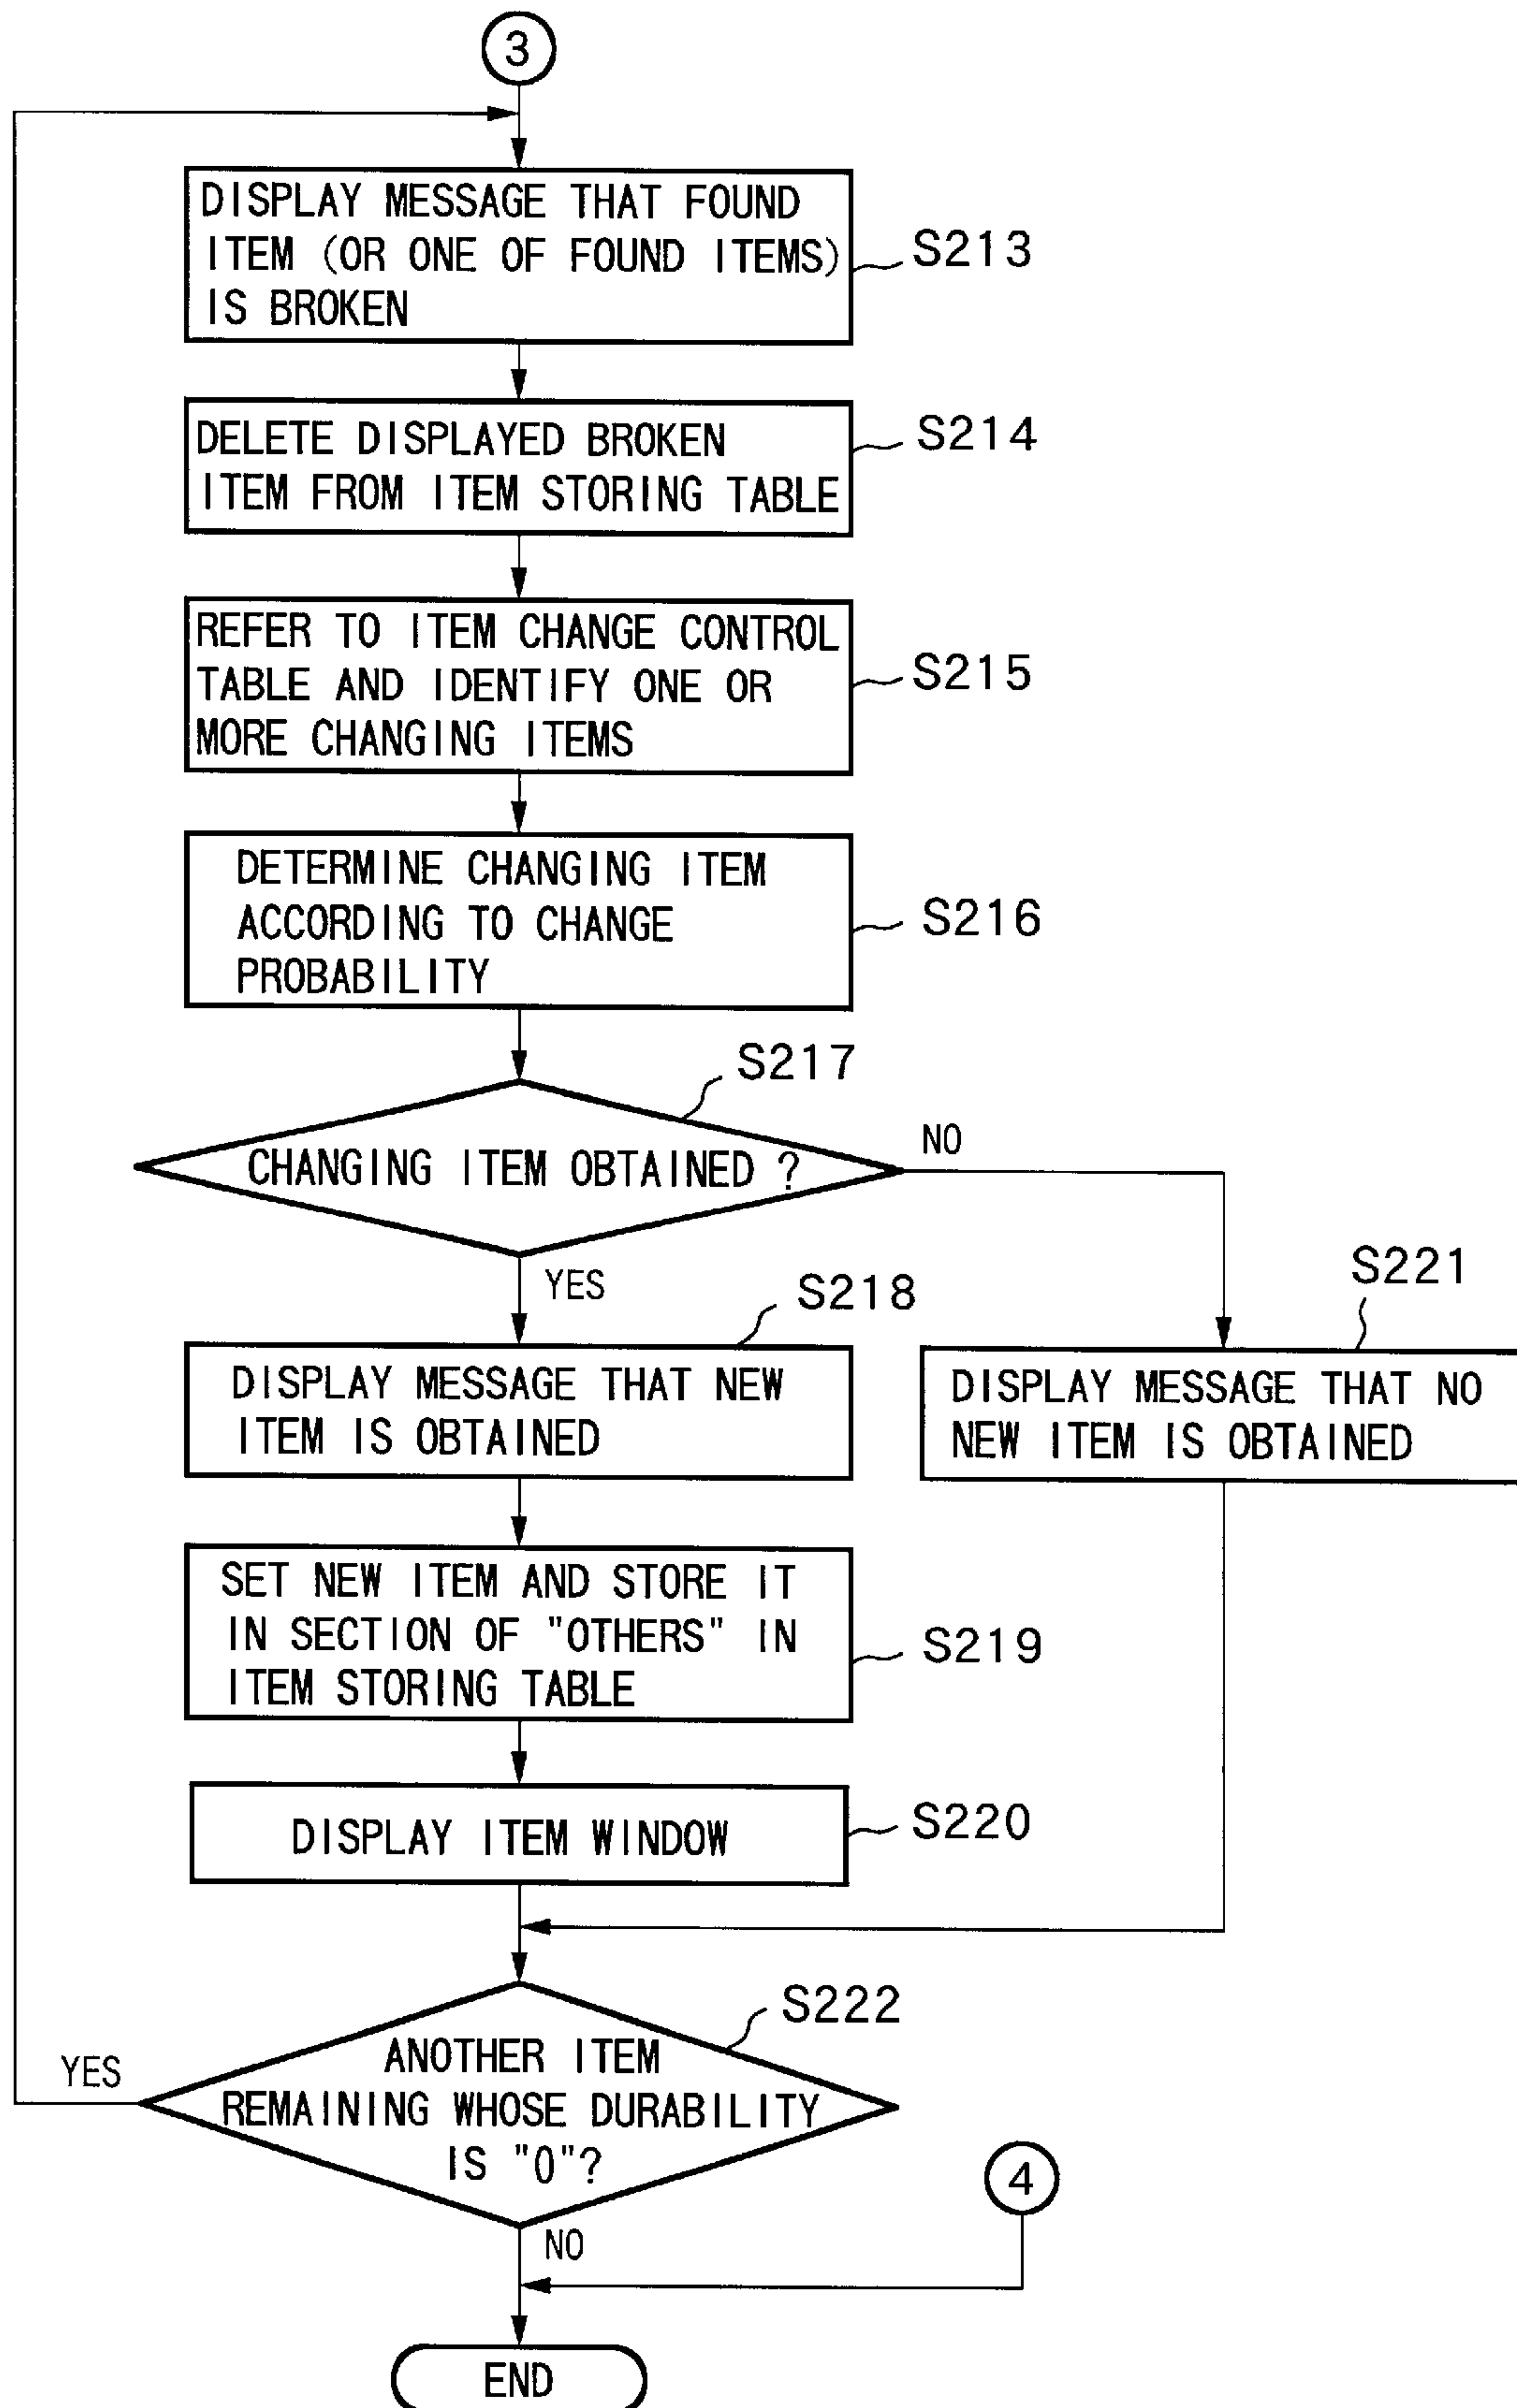 3
DISPLAY MESSAGE THAT FOUND
ITEM (OR ONE OF FOUND ITEMS)
IS BROKEN
S213
DELETE DISPLAYED BROKEN
ITEM FROM ITEM STORING TABLE
S214
REFER TO ITEM CHANGE CONTROL
TABLE AND IDENTIFY ONE OR
MORE CHANGING ITEMS
S215
DETERMINE CHANGING ITEM
ACCORDING TO CHANGE
PROBABILITY
S216
S217
CHANGING ITEM OBTAINED ?
NO
YES
S218
DISPLAY MESSAGE THAT NEW
ITEM IS OBTAINED
S221
DISPLAY MESSAGE THAT NO
NEW ITEM IS OBTAINED
SET NEW ITEM AND STORE IT
IN SECTION OF "OTHERS" IN
ITEM STORING TABLE
S219
DISPLAY ITEM WINDOW
S220
S222
ANOTHER ITEM
REMAINING WHOSE DURABILITY
IS "0"?
YES
NO
4
END